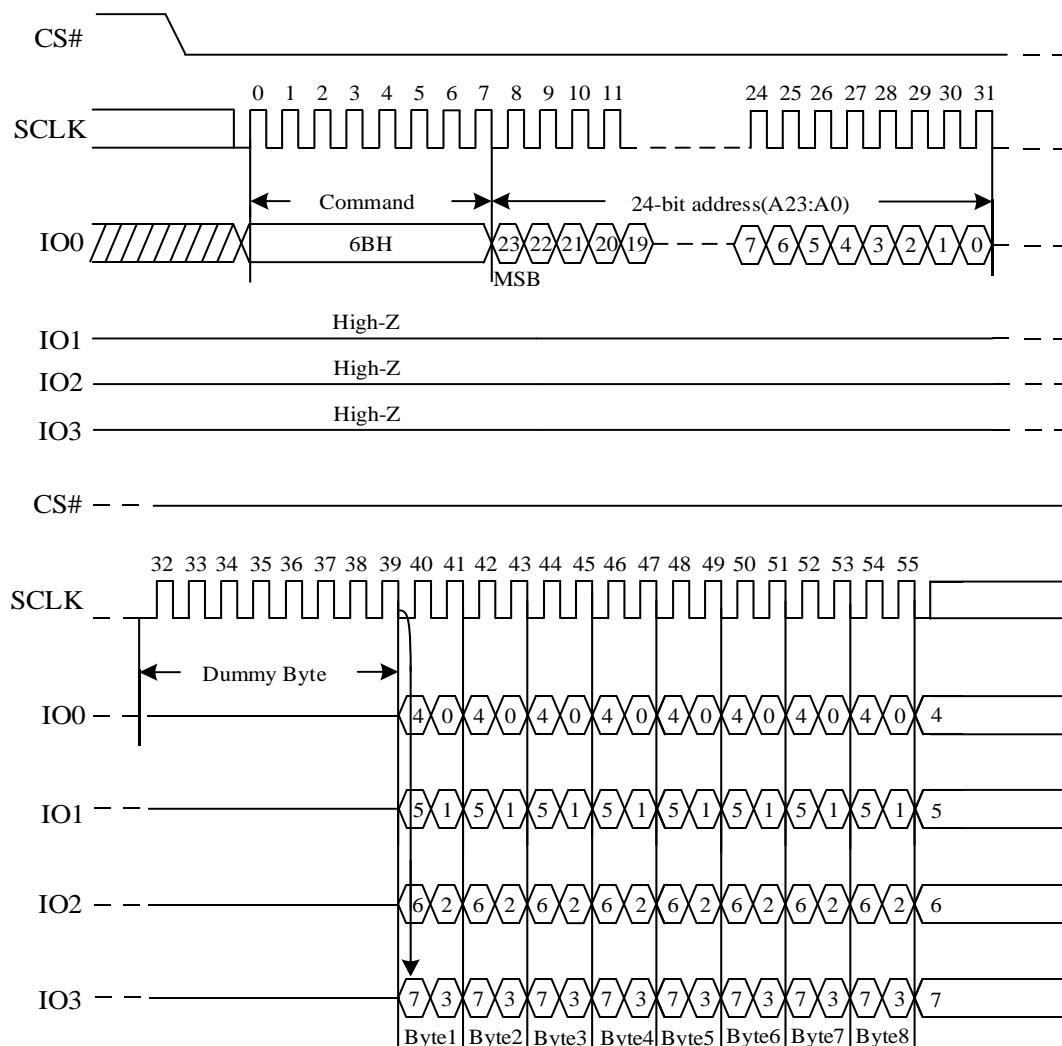 CS#
0 1 2 3 4 5 6 7 8 9 10 11 24 25 26 27 28 29 30 31
SCLK
Command 24-bit address(A23:A0)
IO0 6BH 23 22 21 20 19 7 6 5 4 3 2 1 0
MSB
High-Z
IO1
High-Z
IO2
High-Z
IO3
CS#
32 33 34 35 36 37 38 39 40 41 42 43 44 45 46 47 48 49 50 51 52 53 54 55
SCLK
Dummy Byte
IO0 4 0 4 0 4 0 4 0 4 0 4 0 4 0 4 0 4
IO1 5 1 5 1 5 1 5 1 5 1 5 1 5 1 5 1 5
IO2 6 2 6 2 6 2 6 2 6 2 6 2 6 2 6 2 6
IO3 7 3 7 3 7 3 7 3 7 3 7 3 7 3 7 3 7
Byte1 Byte2 Byte3 Byte4 Byte5 Byte6 Byte7 Byte8